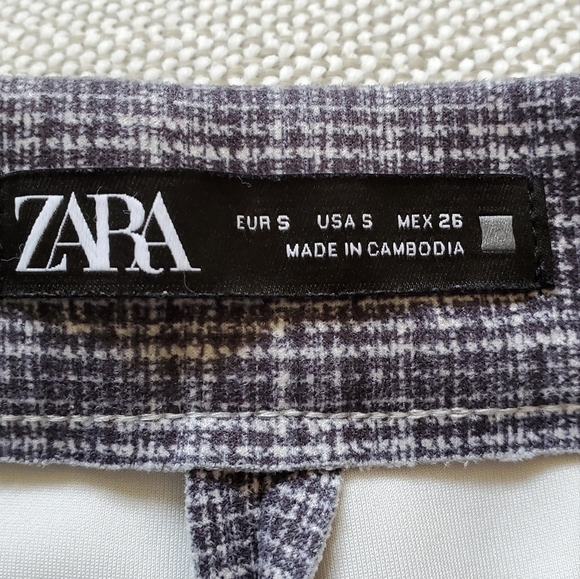 ZARA
EUR S USA S MEX 26
MADE IN CAMBODIA